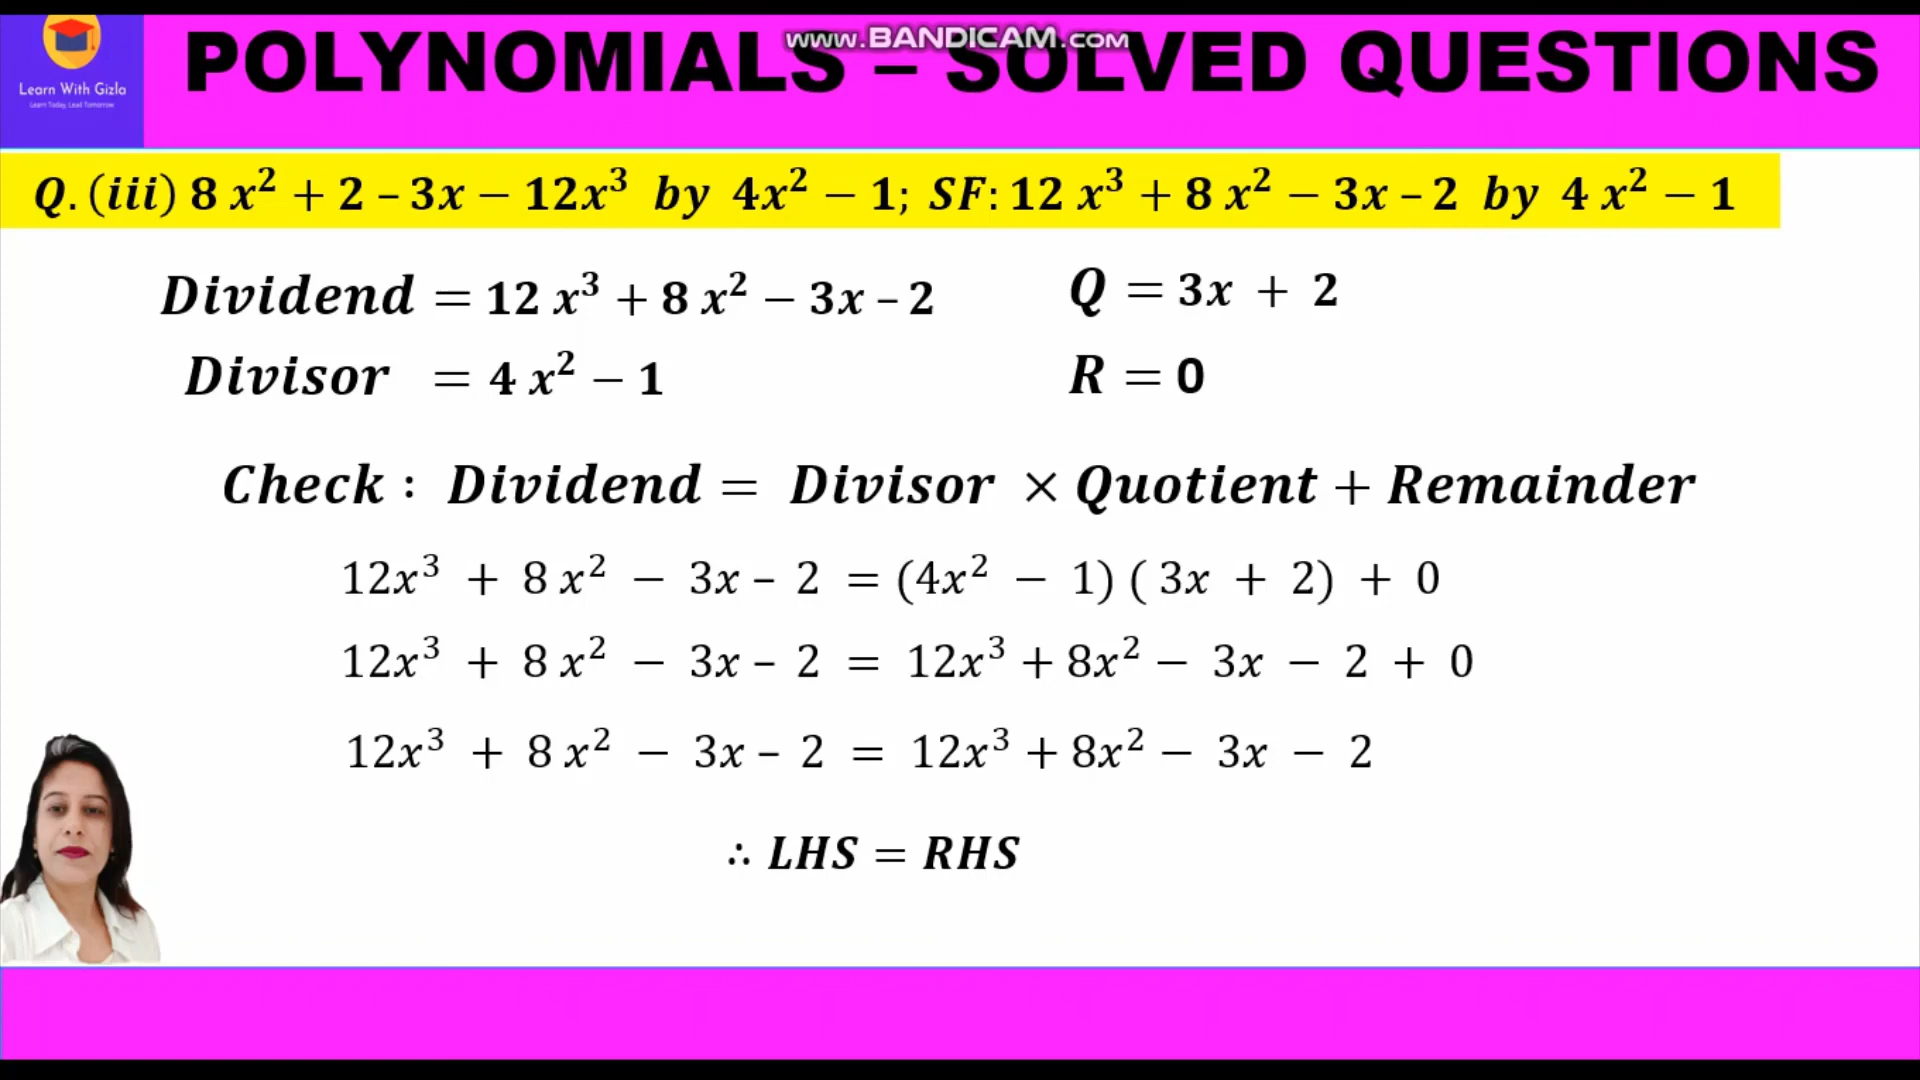 www.BANDICAM.com
POLYNOMIALS – SOLVED QUESTIONS
Learn With Gizla
Learn Today, Lead Tomorrow
Q. (iii) 8 x² + 2 – 3x − 12x³ by 4x² − 1; SF: 12 x³ + 8 x² − 3x – 2 by 4 x² − 1
Dividend = 12 x³ + 8 x² − 3x – 2
Q = 3x + 2
Divisor = 4 x² − 1
R = 0
Check : Dividend = Divisor × Quotient + Remainder
12x³ + 8 x² − 3x – 2 = (4x² − 1) ( 3x + 2) + 0
12x³ + 8 x² − 3x – 2 = 12x³ + 8x² − 3x − 2 + 0
12x³ + 8 x² − 3x – 2 = 12x³ + 8x² − 3x − 2
∴ LHS = RHS